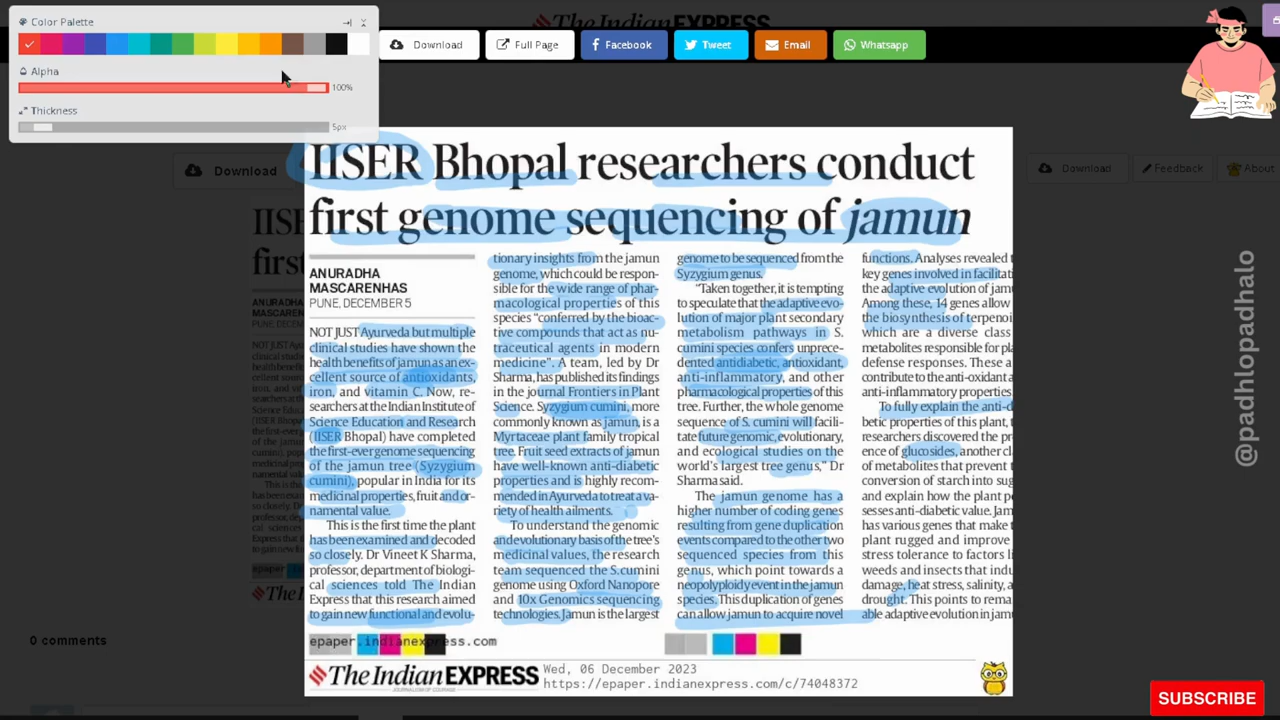 The Indian EXPRESS
Color Palette
Alpha
100%
Thickness
5px
Download
Full Page
Facebook
Tweet
Email
Whatsapp
Download
Download
Feedback
About
IISER Bhopal researchers conduct
first genome sequencing of jamun
ANURADHA
MASCARENHAS
PUNE, DECEMBER 5
NOT JUST Ayurveda but multiple
clinical studies have shown the
health benefits of jamun as an ex-
cellent source of antioxidants,
iron, and vitamin C. Now, re-
searchers at the Indian Institute of
Science Education and Research
(IISER Bhopal) have completed
the first-ever genome sequencing
of the jamun tree (Syzygium
cumini), popular in India for its
medicinal properties, fruit and or-
namental value.
This is the first time the plant
has been examined and decoded
so closely. Dr Vineet K Sharma,
professor, department of biologi-
cal sciences told The Indian
Express that this research aimed
to gain new functional and evolu-
tionary insights from the jamun
genome, which could be respon-
sible for the wide range of phar-
macological properties of this
species "conferred by the bioac-
tive compounds that act as nu-
traceutical agents in modern
medicine". A team, led by Dr
Sharma, has published its findings
in the journal Frontiers in Plant
Science. Syzygium cumini, more
commonly known as jamun, is a
Myrtaceae plant family tropical
tree. Fruit seed extracts of jamun
have well-known anti-diabetic
properties and is highly recom-
mended in Ayurveda to treat a va-
riety of health ailments.
To understand the genomic
and evolutionary basis of the tree's
medicinal values, the research
team sequenced the S.cumini
genome using Oxford Nanopore
and 10x Genomics sequencing
technologies. Jamun is the largest
genome to be sequenced from the
Syzygium genus.
"Taken together, it is tempting
to speculate that the adaptive evo-
lution of major plant secondary
metabolism pathways in S.
cumini species confers unprece-
dented antidiabetic, antioxidant,
anti-inflammatory, and other
pharmacological properties of this
tree. Further, the whole genome
sequence of S. cumini will facili-
tate future genomic, evolutionary,
and ecological studies on the
world's largest tree genus," Dr
Sharma said.
The jamun genome has a
higher number of coding genes
resulting from gene duplication
events compared to the other two
sequenced species from this
genus, which point towards a
neopolyploidy event in the jamun
species. This duplication of genes
can allow jamun to acquire novel
functions. Analyses revealed t
key genes involved in facilitat
the adaptive evolution of jamu
Among these, 14 genes allow
the biosynthesis of terpenoi
which are a diverse class
metabolites responsible for pla
defense responses. These a
contribute to the anti-oxidant a
anti-inflammatory properties
To fully explain the anti-d
betic properties of this plant,
researchers discovered the pr
ence of glucosides, another cla
of metabolites that prevent t
conversion of starch into sug
and explain how the plant p
sesses anti-diabetic value. Jam
has various genes that make t
plant rugged and improve
stress tolerance to factors li
weeds and insects that indu
damage, heat stress, salinity, a
drought. This points to rema
able adaptive evolution in jamu
epaper.indianexpress.com
The Indian EXPRESS
JOURNALISM OF COURAGE
Wed, 06 December 2023
https://epaper.indianexpress.com/c/74048372
0 comments
@padhlopadhalo
SUBSCRIBE